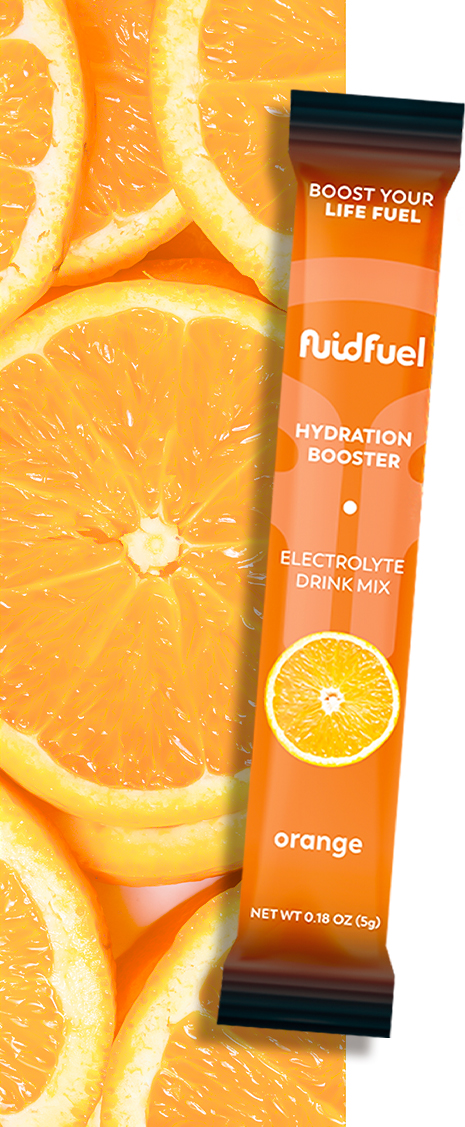 BOOST YOUR
LIFE FUEL
fluidfuel
HYDRATION
BOOSTER
ELECTROLYTE
DRINK MIX
orange
NET WT 0.18 OZ (5g)